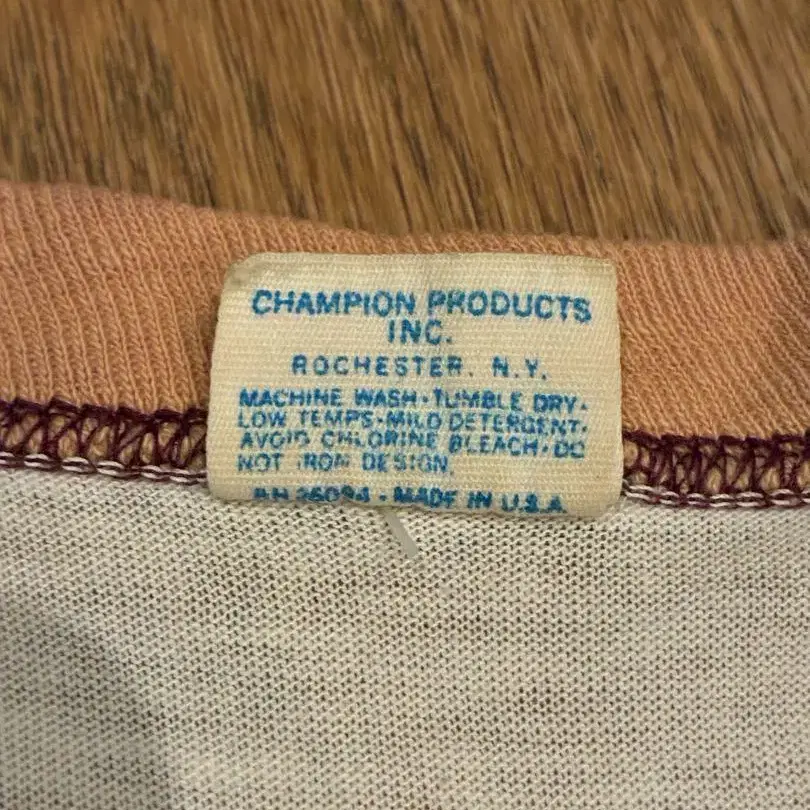 CHAMPION PRODUCTS
INC.
ROCHESTER. N.Y.
MACHINE WASH·TUMBLE DRY·
LOW TEMPS·MILD DETERGENT·
AVOID CHLORINE BLEACH·DO
NOT IRON DESIGN.
·MADE IN U.S.A.